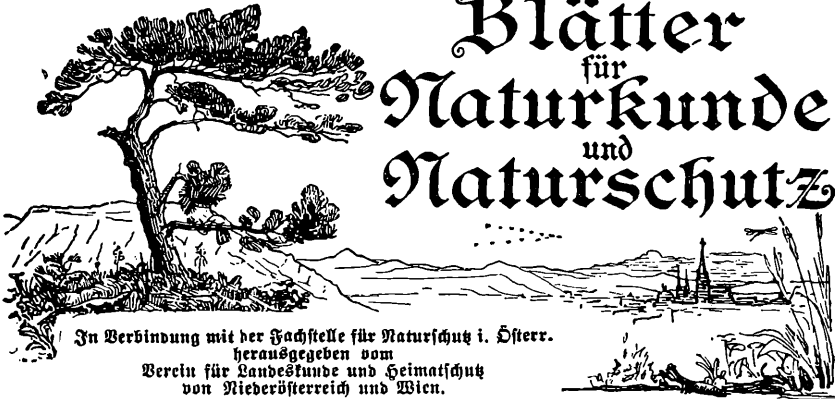 Blätter
für
Naturkunde
und
Naturschutz
In Verbindung mit der Fachstelle für Naturschutz i. Österr.
herausgegeben vom
Verein für Landeskunde und Heimatschutz
von Niederösterreich und Wien.